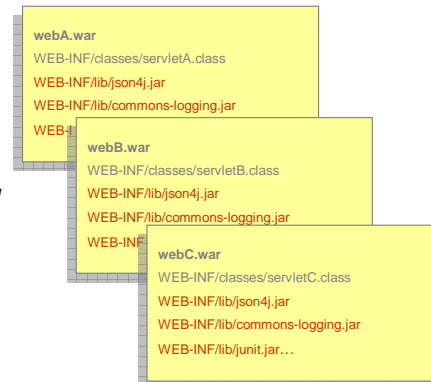 webA.war
WEB-INF/classes/servletA.class
WEB-INF/lib/json4j.jar
WEB-INF/lib/commons-logging.jar
WEB-I
webB.war
WEB-INF/classes/servletB.class
WEB-INF/lib/json4j.jar
WEB-INF/lib/commons-logging.jar
WEB-INF
webC.war
WEB-INF/classes/servletC.class
WEB-INF/lib/json4j.jar
WEB-INF/lib/commons-logging.jar
WEB-INF/lib/junit.jar…